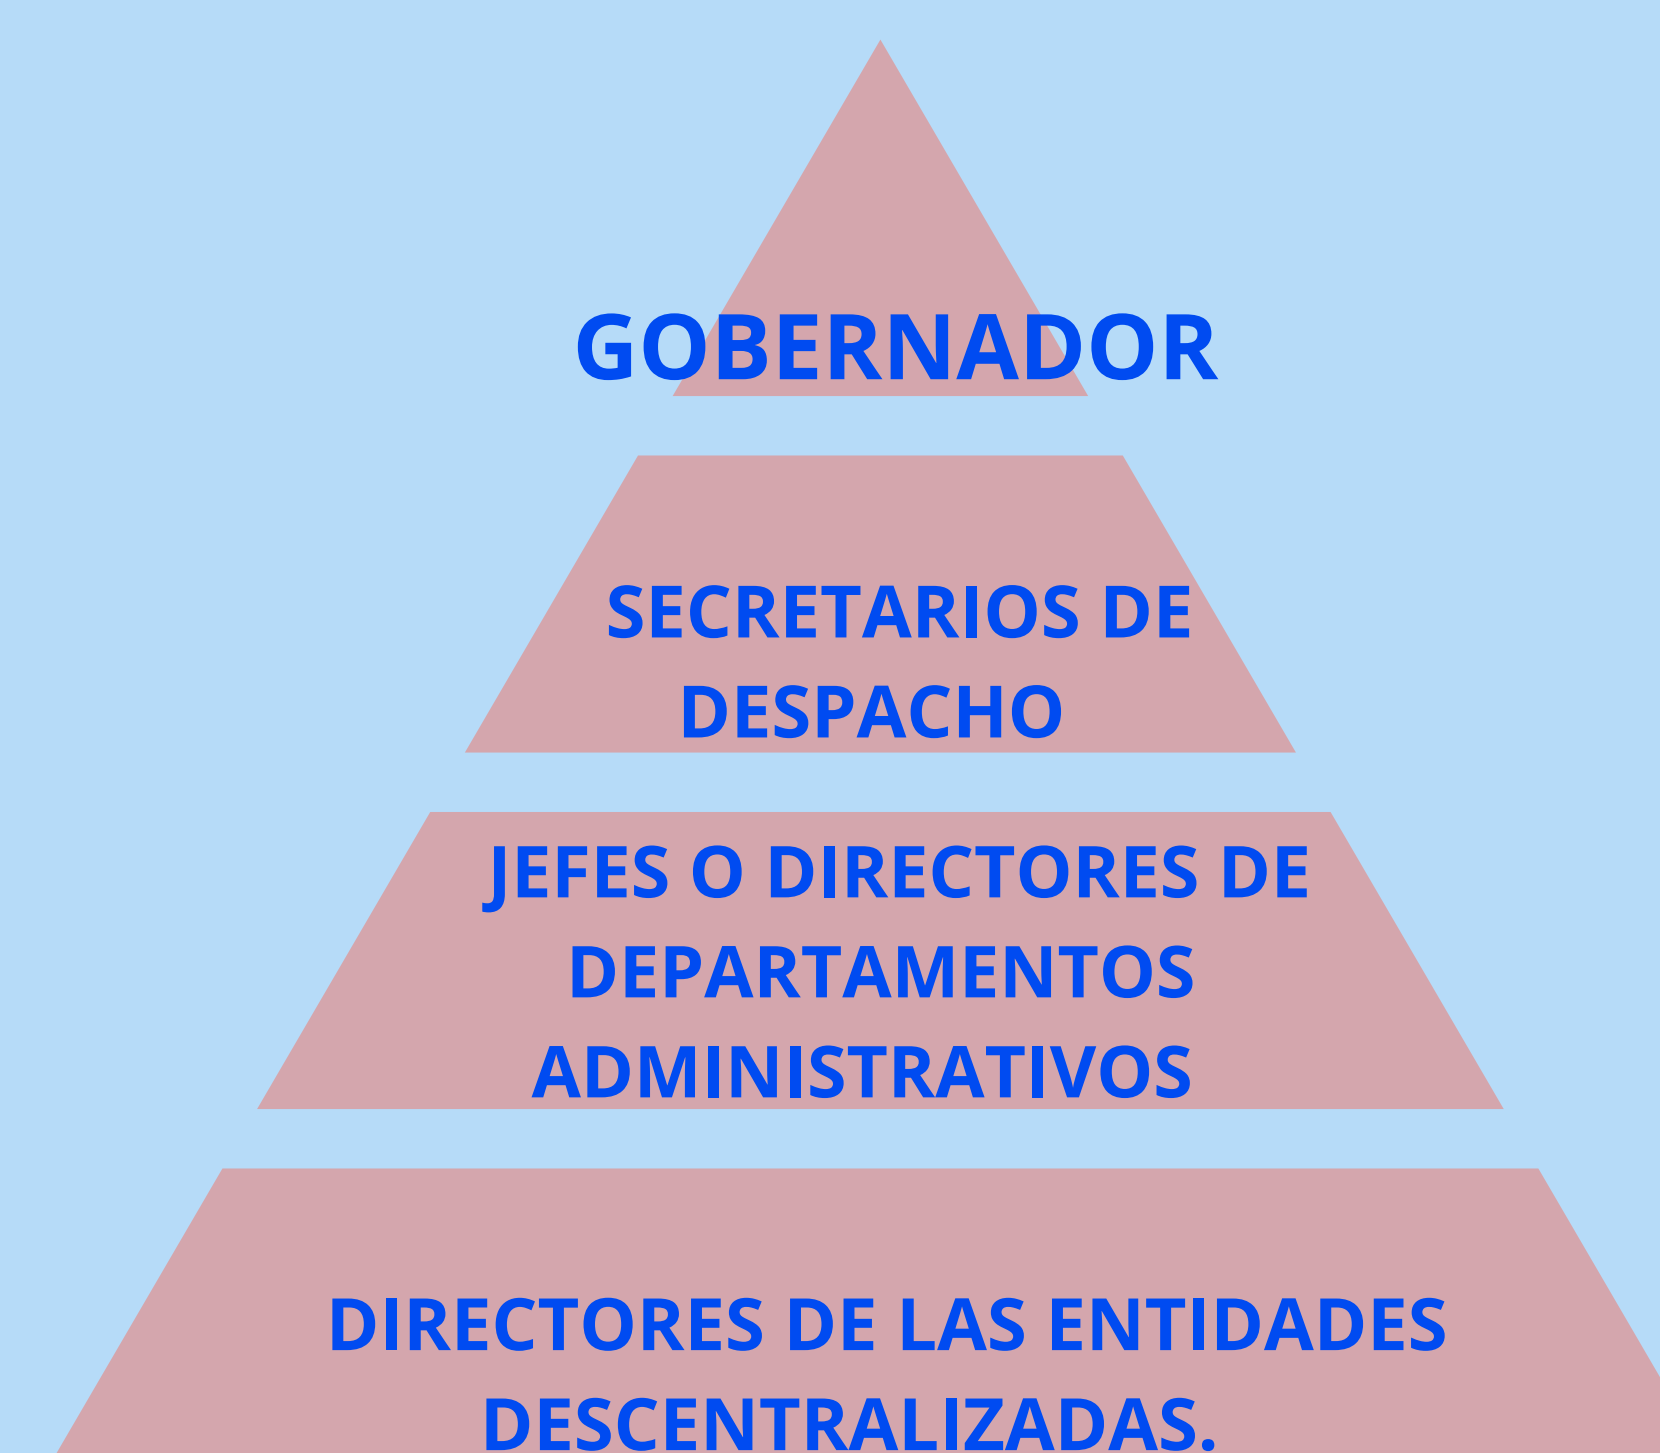 GOBERNADOR
SECRETARIOS DE
DESPACHO
JEFES O DIRECTORES DE
DEPARTAMENTOS
ADMINISTRATIVOS
DIRECTORES DE LAS ENTIDADES
DESCENTRALIZADAS.